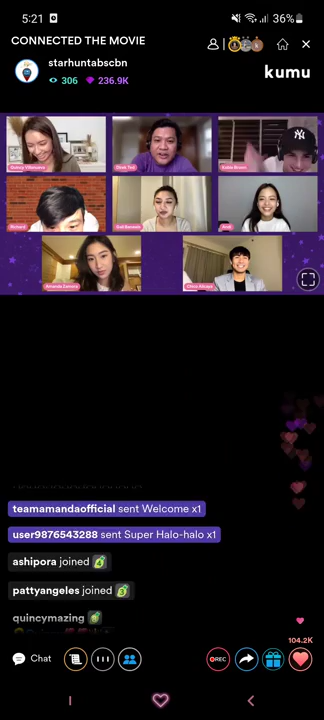 5:21
36%
CONNECTED THE MOVIE
starhuntabscbn
306 236.9K
kumu
Richard
Amanda Zamora
teamamandaofficial sent Welcome x1
user9876543288 sent Super Halo-halo x1
ashipora joined
pattyangeles joined
quincymazing
104.2K
Chat
REC